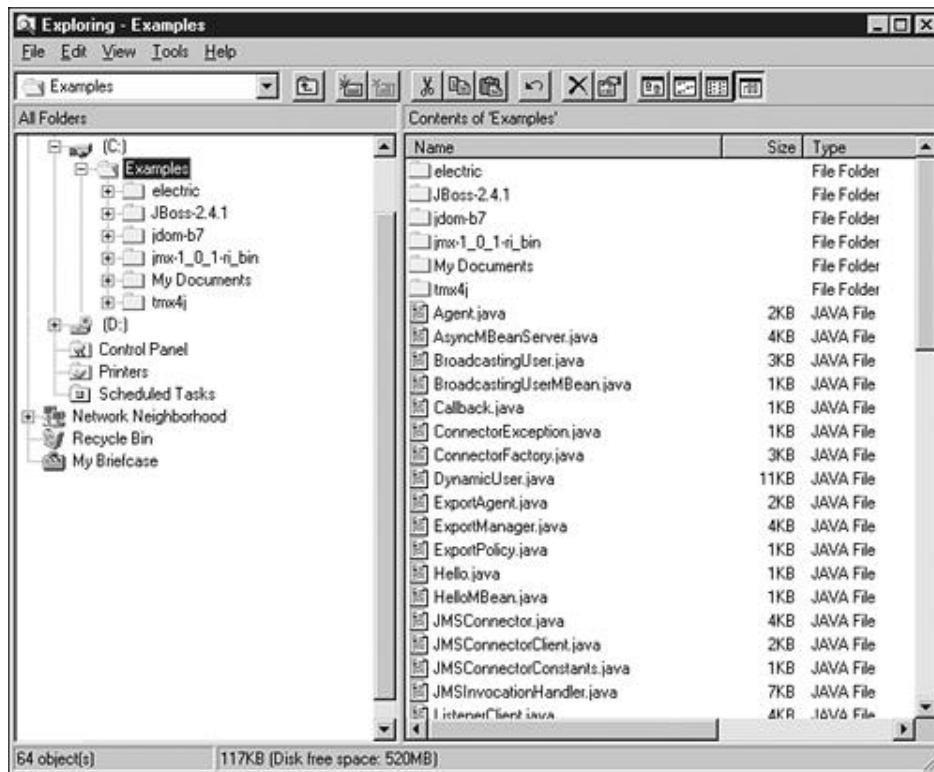 Exploring - Examples
File Edit View Tools Help
Examples
All Folders
Contents of 'Examples'
(C:)
Examples
electric
JBoss-2.4.1
jdom-b7
jmx-1_0_1-ri_bin
My Documents
tmx4j
(D:)
Control Panel
Printers
Scheduled Tasks
Network Neighborhood
Recycle Bin
My Briefcase
Name Size Type
electric File Folder
JBoss-2.4.1 File Folder
jdom-b7 File Folder
jmx-1_0_1-ri_bin File Folder
My Documents File Folder
tmx4j File Folder
Agent.java 2KB JAVA File
AsyncMBeanServer.java 4KB JAVA File
BroadcastingUser.java 3KB JAVA File
BroadcastingUserMBean.java 1KB JAVA File
Callback.java 1KB JAVA File
ConnectorException.java 1KB JAVA File
ConnectorFactory.java 3KB JAVA File
DynamicUser.java 11KB JAVA File
ExportAgent.java 2KB JAVA File
ExportManager.java 4KB JAVA File
ExportPolicy.java 1KB JAVA File
Hello.java 1KB JAVA File
HelloMBean.java 1KB JAVA File
JMSConnector.java 4KB JAVA File
JMSConnectorClient.java 2KB JAVA File
JMSConnectorConstants.java 1KB JAVA File
JMSInvocationHandler.java 7KB JAVA File
ListenerClient.java 4KB JAVA File
64 object(s) 117KB (Disk free space: 520MB)